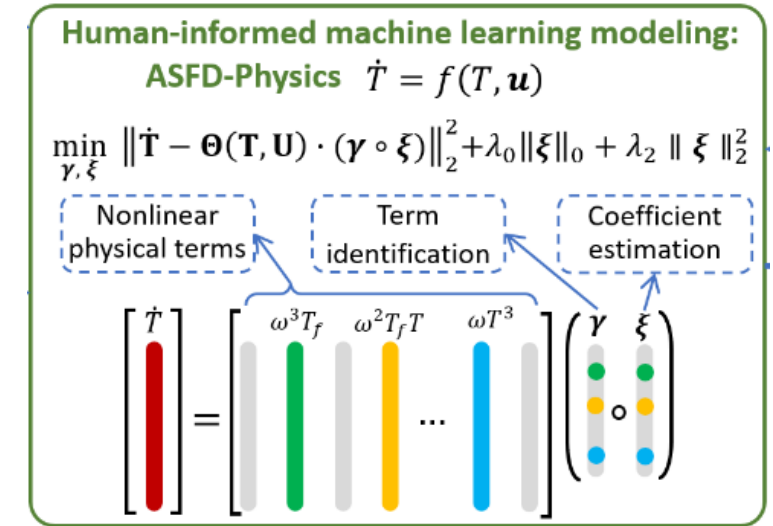 Human-informed machine learning modeling:
ASFD-Physics Ṫ = f(T, u)
min ‖Ṫ − Θ(T, U) · (γ ∘ ξ)‖₂² + λ₀‖ξ‖₀ + λ₂ ‖ ξ ‖₂²
γ, ξ
Nonlinear physical terms
Term identification
Coefficient estimation
Ṫ ω³T_f ω²T_f T ωT³ γ ξ
= ... ∘